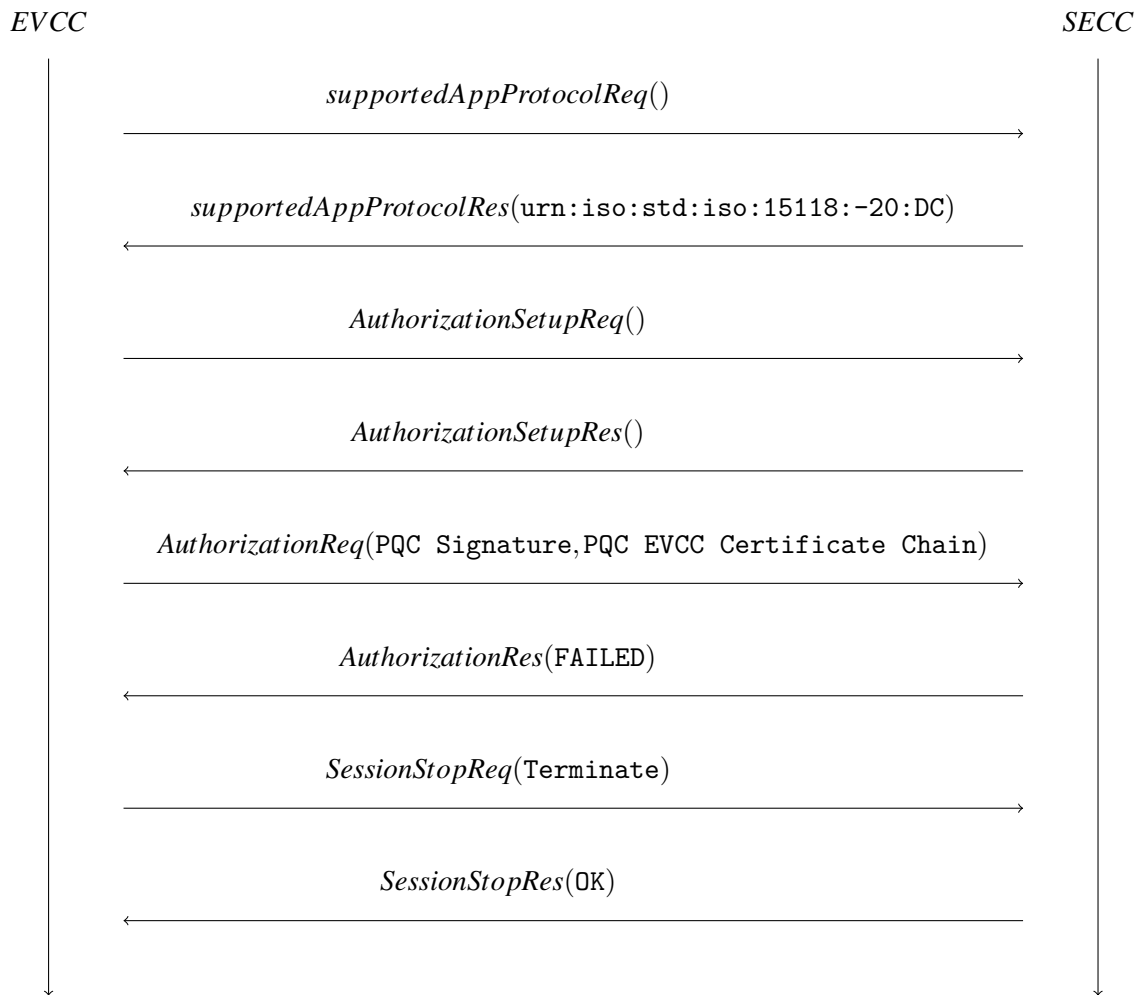 EVCC SECC
supportedAppProtocolReq()
supportedAppProtocolRes(urn:iso:std:iso:15118:-20:DC)
AuthorizationSetupReq()
AuthorizationSetupRes()
AuthorizationReq(PQC Signature,PQC EVCC Certificate Chain)
AuthorizationRes(FAILED)
SessionStopReq(Terminate)
SessionStopRes(OK)